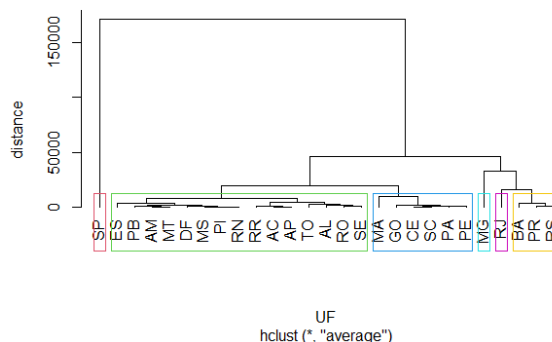 150000
distance
50000
0
SP ES PB AM MT DF MS PI RN RR AC AP TO AL RO SE MA GO CE SC PA PE MG RJ BA PR RS
UF
hclust (*, "average")